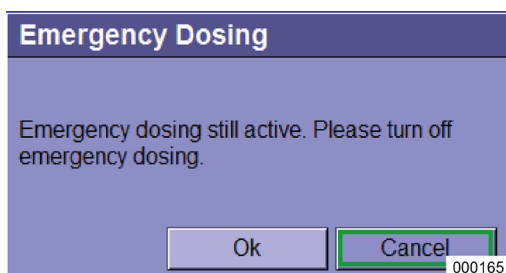 Emergency Dosing
Emergency dosing still active. Please turn off
emergency dosing.
Ok
Cancel
000165